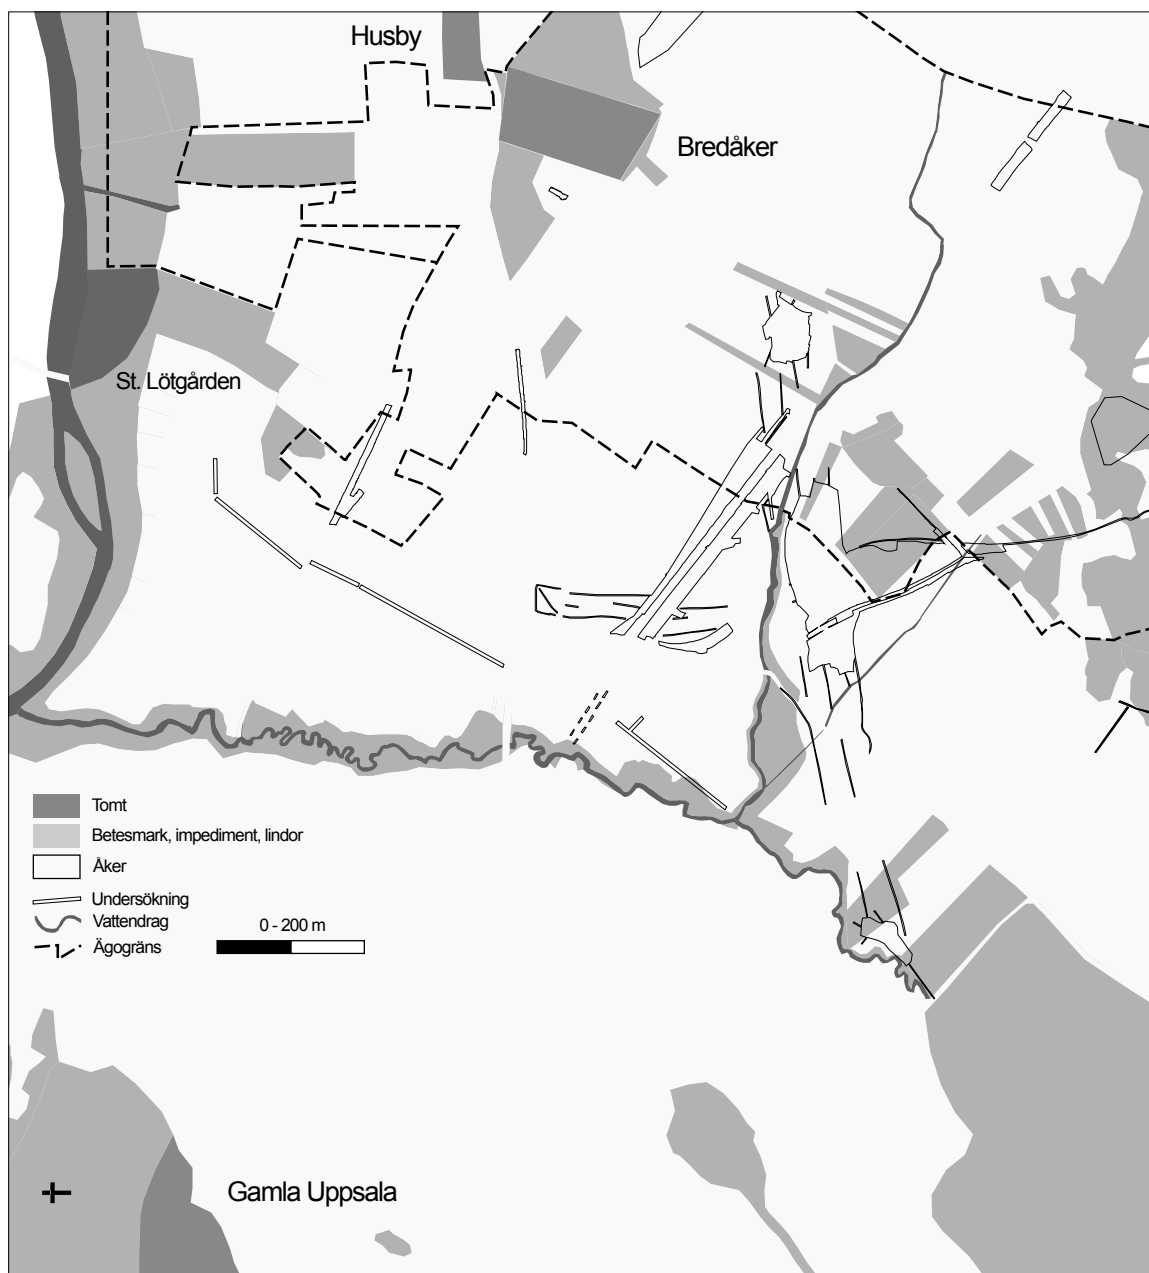 Husby
Bredåker
St. Lötgården
Tomt
Betesmark, impediment, lindor
Åker
Undersökning
Vattendrag
Ägogräns
0 - 200 m
Gamla Uppsala